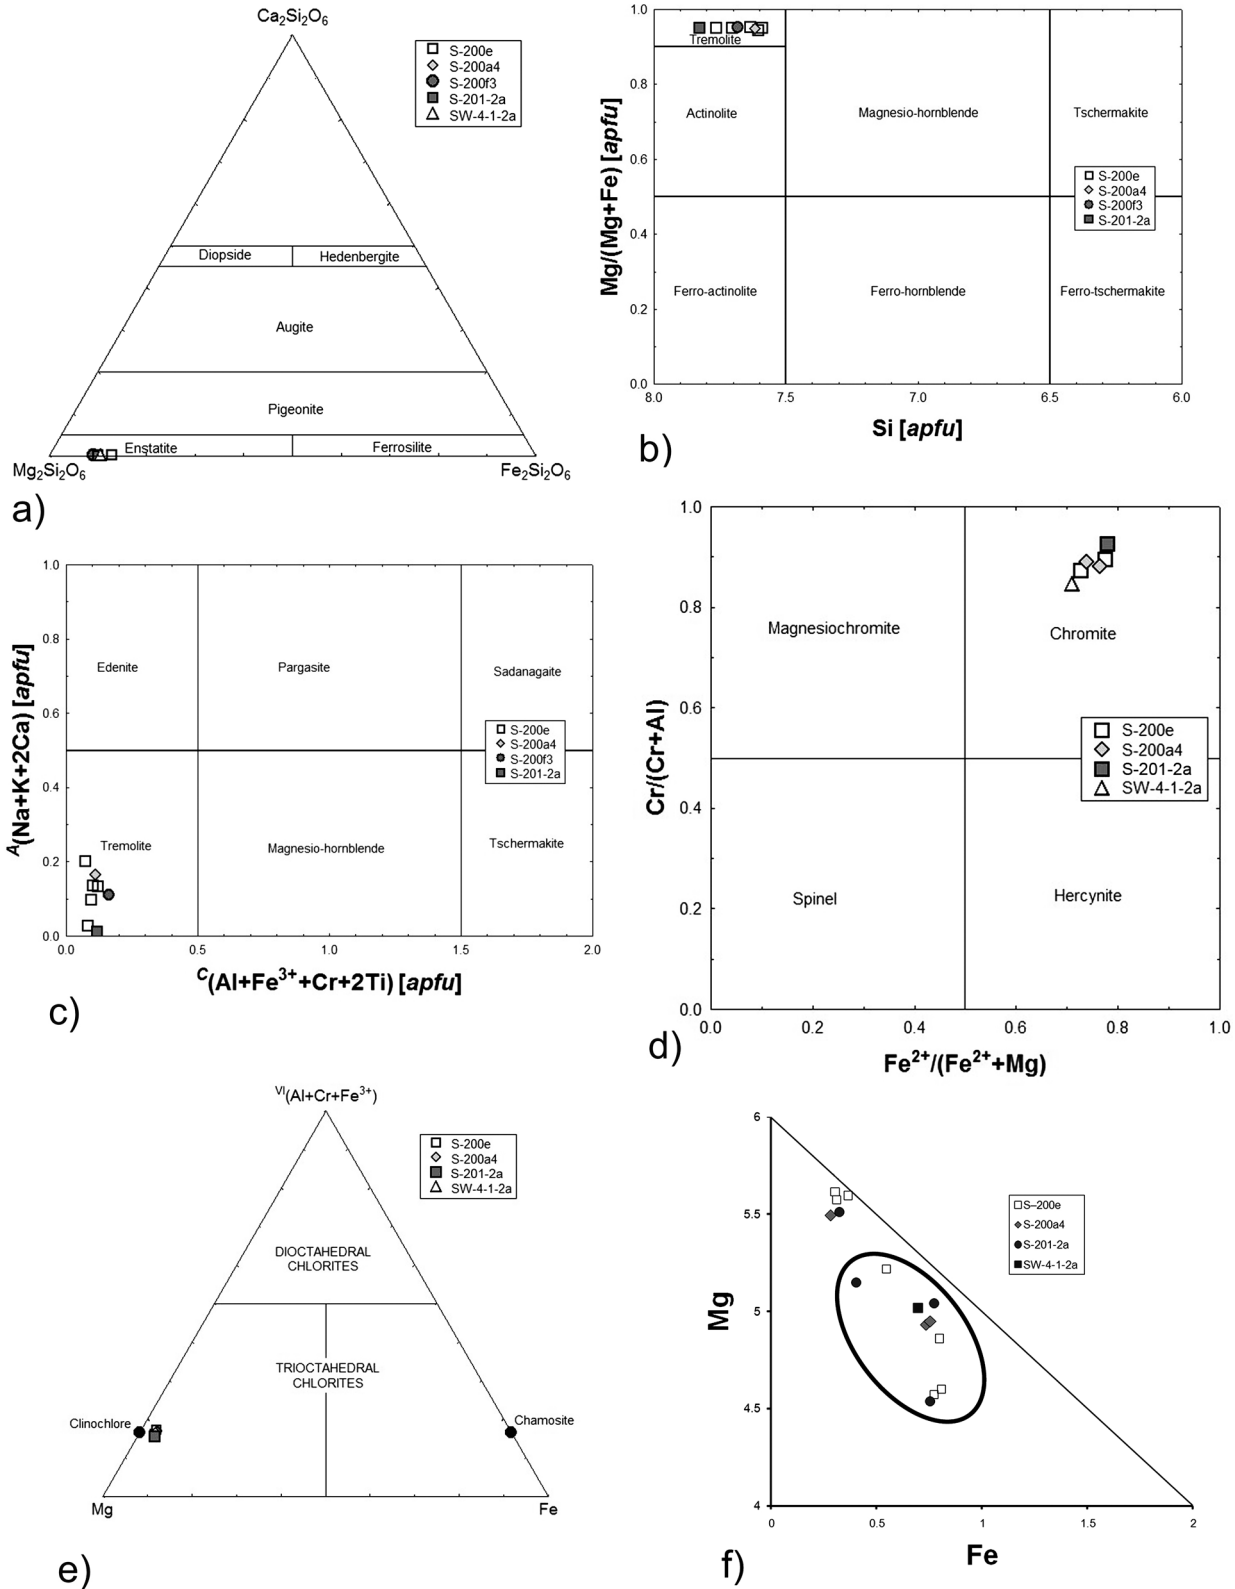 Ca2Si2O6
S-200e
S-200a4
S-200f3
S-201-2a
SW-4-1-2a
Diopside
Hedenbergite
Augite
Pigeonite
Enstatite
Ferrosilite
Mg2Si2O6
Fe2Si2O6
a)
1.0
0.8
0.6
0.4
0.2
0.0
Mg/(Mg+Fe) [apfu]
Tremolite
Actinolite
Magnesio-hornblende
Tschermakite
S-200e
S-200a4
S-200f3
S-201-2a
Ferro-actinolite
Ferro-hornblende
Ferro-tschermakite
8.0
7.5
7.0
6.5
6.0
Si [apfu]
b)
1.0
0.8
0.6
0.4
0.2
0.0
A(Na+K+2Ca) [apfu]
Edenite
Pargasite
Sadanagaite
S-200e
S-200a4
S-200f3
S-201-2a
Tremolite
Magnesio-hornblende
Tschermakite
0.0
0.5
1.0
1.5
2.0
C(Al+Fe3++Cr+2Ti) [apfu]
c)
1.0
0.8
0.6
0.4
0.2
0.0
Cr/(Cr+Al)
Magnesiochromite
Chromite
S-200e
S-200a4
S-201-2a
SW-4-1-2a
Spinel
Hercynite
0.0
0.2
0.4
0.6
0.8
1.0
Fe2+/(Fe2++Mg)
d)
VI(Al+Cr+Fe3+)
S-200e
S-200a4
S-201-2a
SW-4-1-2a
DIOCTAHEDRAL
CHLORITES
TRIOCTAHEDRAL
CHLORITES
Clinochlore
Chamosite
Mg
Fe
e)
6
5.5
5
4.5
4
Mg
S–200e
S-200a4
S-201-2a
SW-4-1-2a
0
0.5
1
1.5
2
Fe
f)